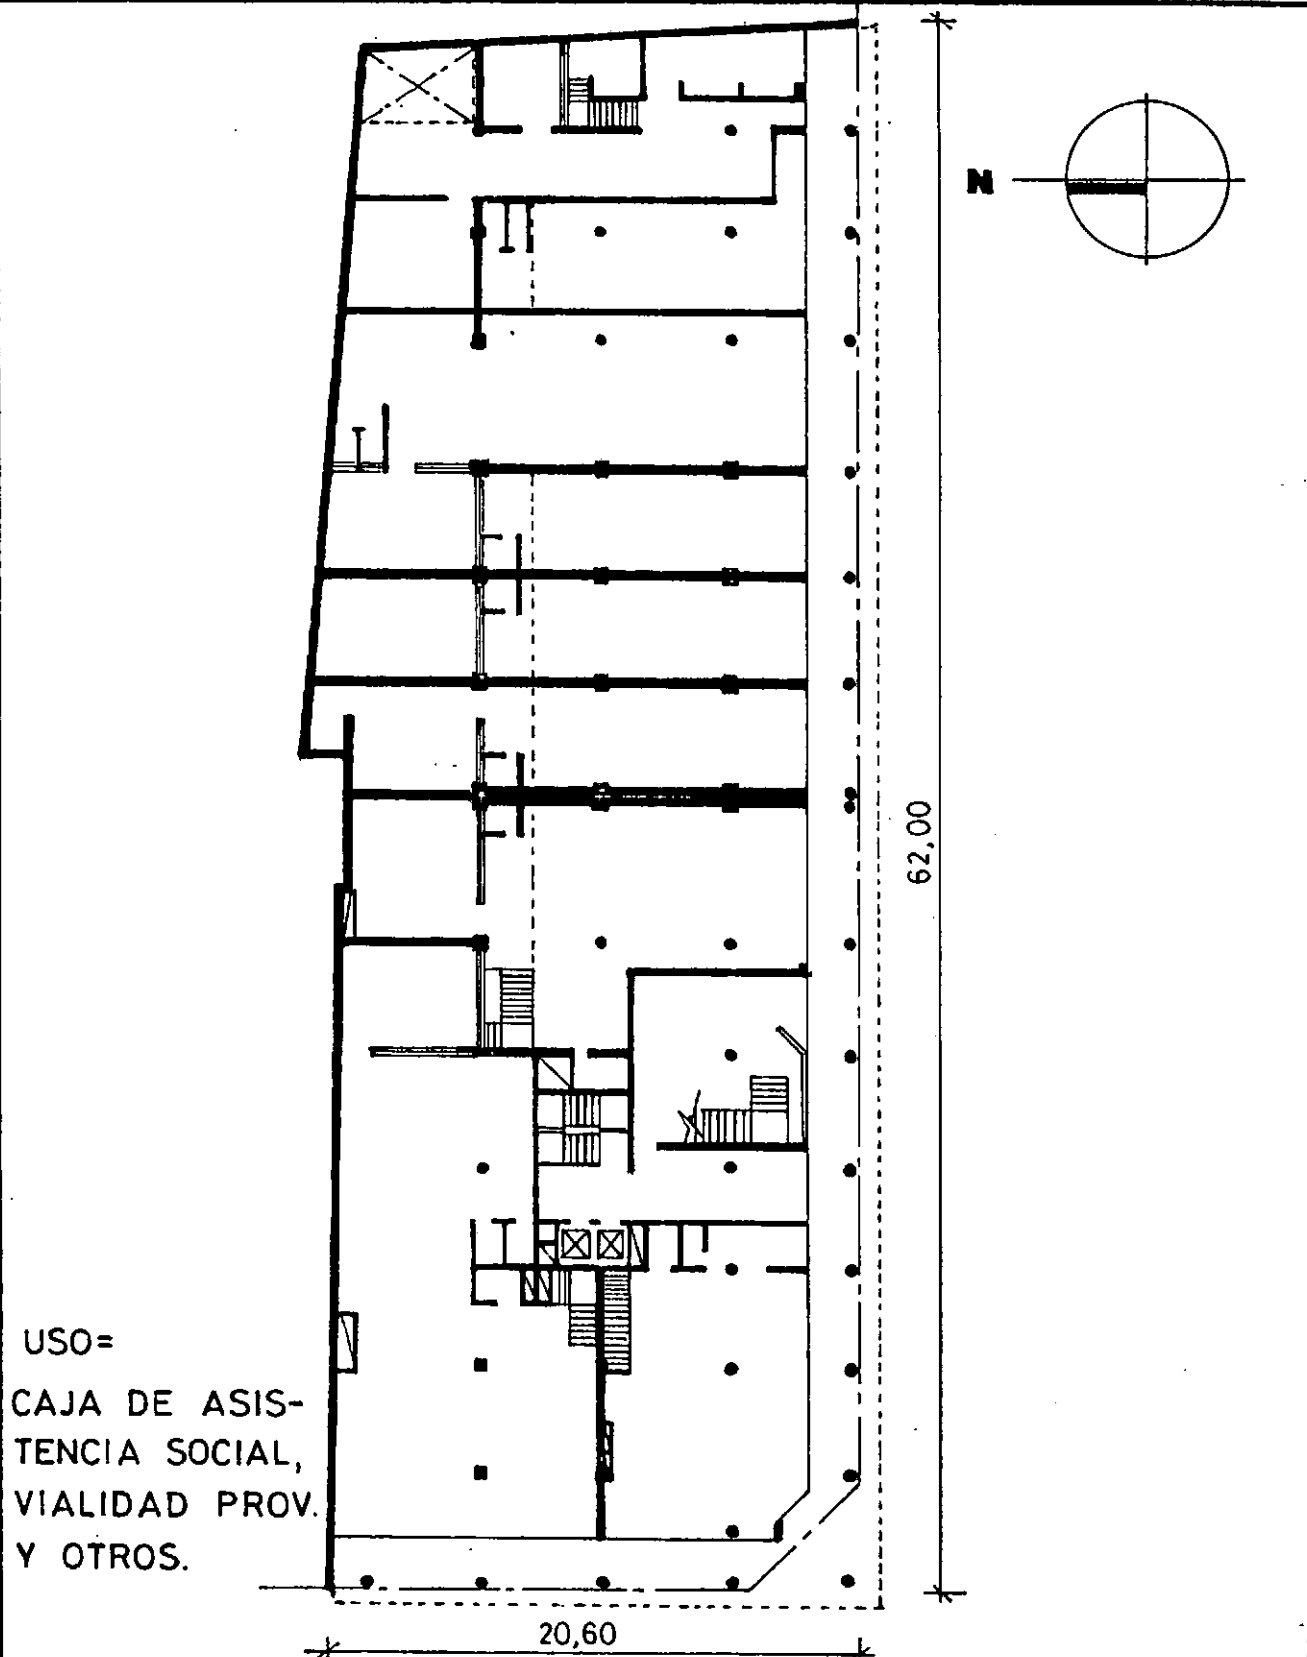 N
62,00
USO=
CAJA DE ASIS-
TENCIA SOCIAL,
VIALIDAD PROV.
Y OTROS.
20,60